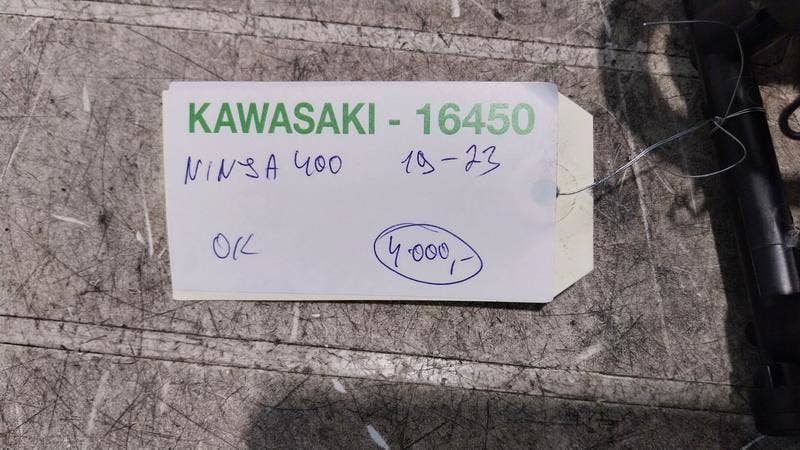 KAWASAKI - 16450
NINJA 400 19-23
OK 4.000,-